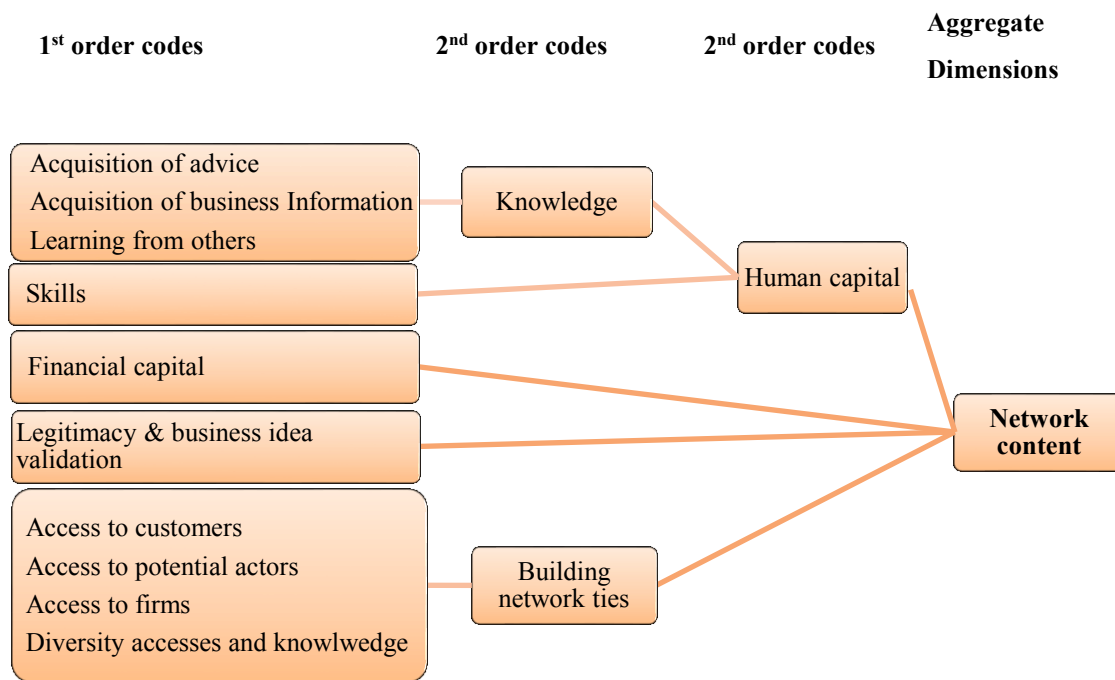 1st order codes
2nd order codes
2nd order codes
Aggregate
Dimensions
Acquisition of advice
Acquisition of business Information
Learning from others
Knowledge
Skills
Human capital
Financial capital
Legitimacy & business idea
validation
Network
content
Access to customers
Access to potential actors
Access to firms
Diversity accesses and knowlwedge
Building
network ties